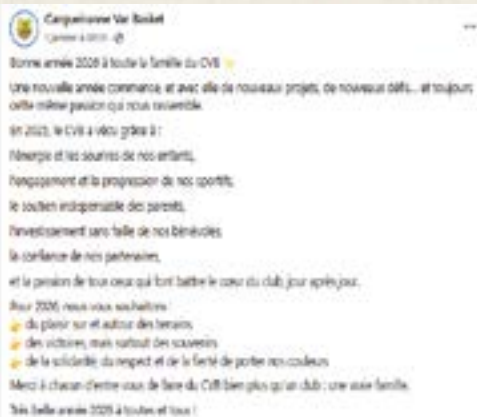 Carqueiranne Var Basket
1 janvier à
Bonne année 2026 à toute la famille du CVB
Une nouvelle année commence, et avec elle de nouveaux projets, de nouveaux défis... et toujours
cette même passion qui nous rassemble.
En 2025, le CVB a vécu grâce à :
l'énergie et les sourires de nos enfants,
l'engagement et la progression de nos sportifs,
le soutien indispensable des parents,
l'investissement sans faille de nos bénévoles,
la confiance de nos partenaires,
et la passion de tous ceux qui font battre le cœur du club, jour après jour.
Pour 2026, nous vous souhaitons :
👉 du plaisir sur et autour des terrains
👉 des victoires, mais surtout des souvenirs
👉 de la solidarité, du respect et de la fierté de porter nos couleurs
Merci à chacun d'entre vous de faire du CVB bien plus qu'un club : une vraie famille.
Très belle année 2026 à toutes et tous !